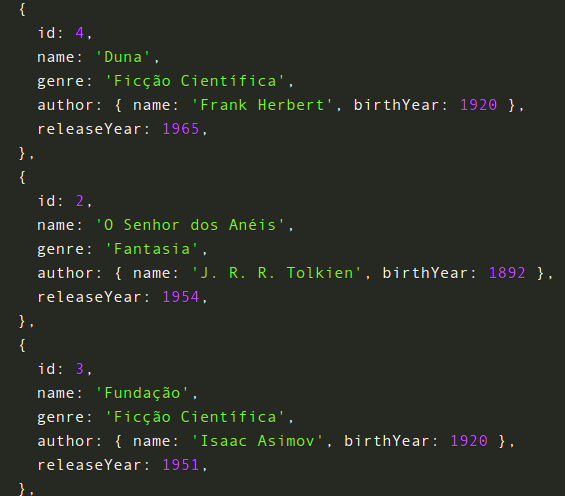 {
id: 4,
name: 'Duna',
genre: 'Ficção Científica',
author: { name: 'Frank Herbert', birthYear: 1920 },
releaseYear: 1965,
},
{
id: 2,
name: 'O Senhor dos Anéis',
genre: 'Fantasia',
author: { name: 'J. R. R. Tolkien', birthYear: 1892 },
releaseYear: 1954,
},
{
id: 3,
name: 'Fundação',
genre: 'Ficção Científica',
author: { name: 'Isaac Asimov', birthYear: 1920 },
releaseYear: 1951,
},